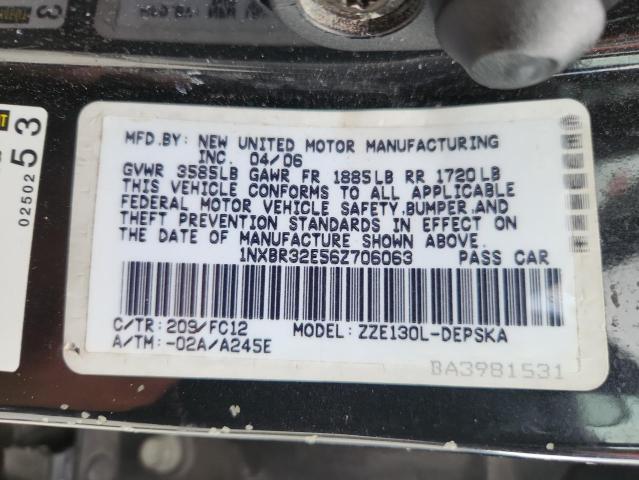 MFD.BY: NEW UNITED MOTOR MANUFACTURING
INC. 04/06
GVWR 3585LB GAWR FR 1885LB RR 1720LB
THIS VEHICLE CONFORMS TO ALL APPLICABLE
FEDERAL MOTOR VEHICLE SAFETY,BUMPER,AND
THEFT PREVENTION STANDARDS IN EFFECT ON
THE DATE OF MANUFACTURE SHOWN ABOVE.
1NXBR32E56Z706063 PASS CAR
C/TR: 209/FC12 MODEL: ZZE130L-DEPSKA
A/TM: -02A/A245E
BA3981531
02502
53
3